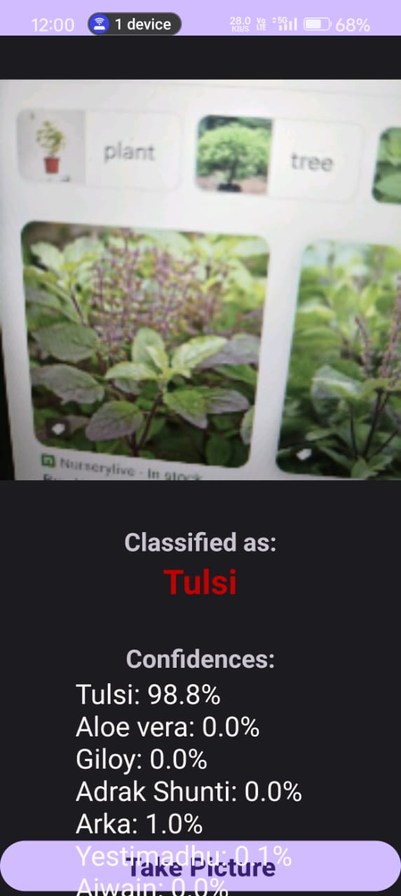 12:00
1 device
28.0
KB/S
5G
68%
plant
tree
Nurserylive · In stock
Classified as:
Tulsi
Confidences:
Tulsi: 98.8%
Aloe vera: 0.0%
Giloy: 0.0%
Adrak Shunti: 0.0%
Arka: 1.0%
Yestimadhu: 0.1%
Take Picture
Ajwain: 0.0%